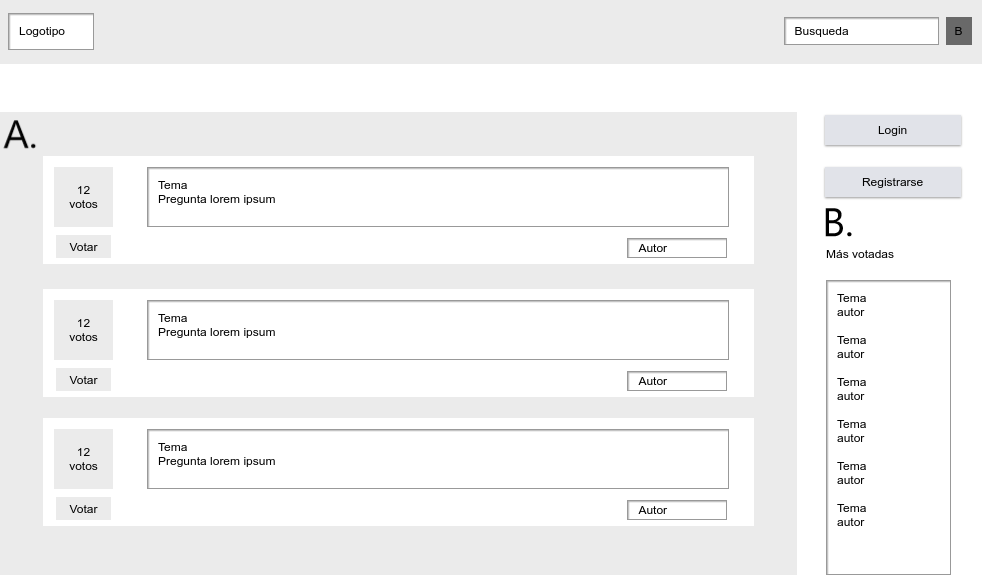 Logotipo
Busqueda
B
A.
12
votos
Tema
Pregunta lorem ipsum
Votar
Autor
12
votos
Tema
Pregunta lorem ipsum
Votar
Autor
12
votos
Tema
Pregunta lorem ipsum
Votar
Autor
Login
Registrarse
B.
Más votadas
Tema
autor
Tema
autor
Tema
autor
Tema
autor
Tema
autor
Tema
autor